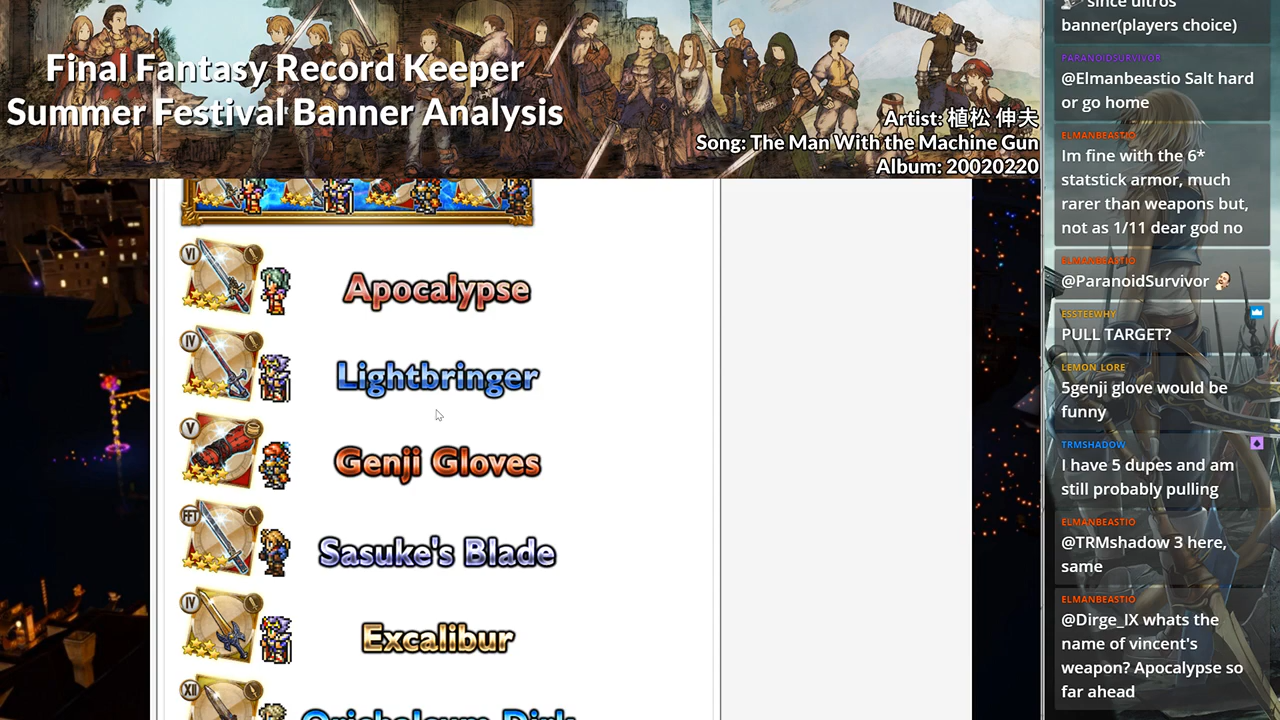 Final Fantasy Record Keeper
Summer Festival Banner Analysis
Artist: 植松 伸夫
Song: The Man With the Machine Gun
Album: 20020220
VI
Apocalypse
IV
Lightbringer
V
Genji Gloves
FFT
Sasuke's Blade
IV
Excalibur
XII
Orichalcum Dirk
since ultros
banner(players choice)
PARANOIDSURVIVOR
@Elmanbeastio Salt hard
or go home
ELMANBEASTIO
Im fine with the 6*
statstick armor, much
rarer than weapons but,
not as 1/11 dear god no
ELMANBEASTIO
@ParanoidSurvivor
ESSTEEWHY
PULL TARGET?
LEMON_LORE
5genji glove would be
funny
TRMSHADOW
I have 5 dupes and am
still probably pulling
ELMANBEASTIO
@TRMshadow 3 here,
same
ELMANBEASTIO
@Dirge_IX whats the
name of vincent's
weapon? Apocalypse so
far ahead